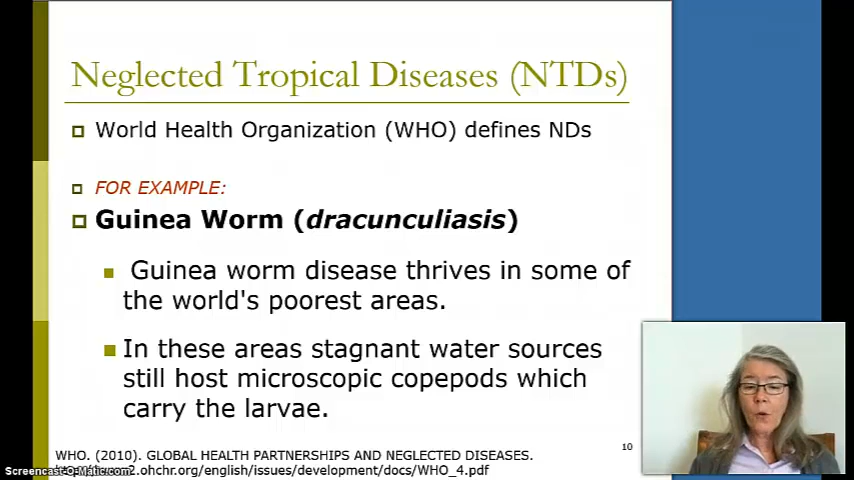 Neglected Tropical Diseases (NTDs)
World Health Organization (WHO) defines NDs
FOR EXAMPLE:
Guinea Worm (dracunculiasis)
Guinea worm disease thrives in some of
the world's poorest areas.
In these areas stagnant water sources
still host microscopic copepods which
carry the larvae.
10
WHO. (2010). GLOBAL HEALTH PARTNERSHIPS AND NEGLECTED DISEASES.
Screencast-O-Matic.com
2.ohchr.org/english/issues/development/docs/WHO_4.pdf